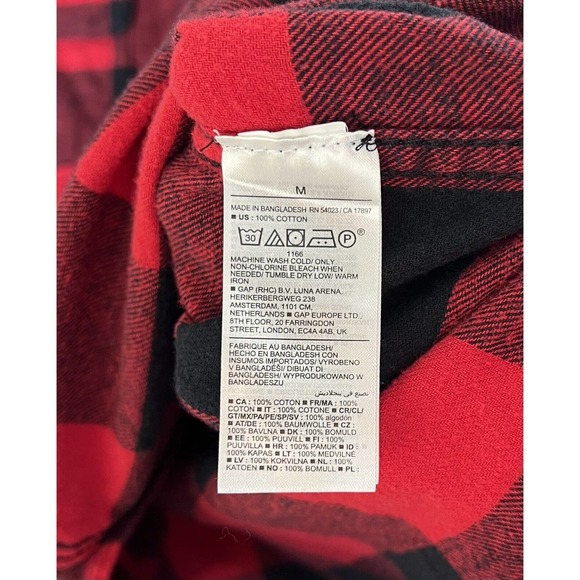 M
MADE IN BANGLADESH RN 54023 / CA 17897
■ US : 100% COTTON
30 P ®
1166
MACHINE WASH COLD/ ONLY
NON-CHLORINE BLEACH WHEN
NEEDED/ TUMBLE DRY LOW/ WARM
IRON
■ GAP (RHC) B.V. LUNA ARENA,
HERIKERBERGWEG 238
AMSTERDAM, 1101 CM,
NETHERLANDS ■ GAP EUROPE LTD.,
8TH FLOOR, 20 FARRINGDON
STREET, LONDON, EC4A 4AB, UK
FABRIQUE AU BANGLADESH/
HECHO EN BANGLADESH CON
INSUMOS IMPORTADOS/ VYROBENO
V BANGLADÉŠI/ DIBUAT DI
BANGLADESH/ WYPRODUKOWANO W
BANGLADESZU
تصنيع في بنجلاديش
■ CA : 100% COTON ■ FR/MA : 100%
COTON ■ IT : 100% COTONE ■ CR/CL/
GT/MX/PA/PE/SP/SV : 100% algodón
■ AT/DE : 100% BAUMWOLLE ■ CZ :
100% BAVLNA ■ DK : 100% BOMULD
■ EE : 100% PUUVILL ■ FI : 100%
PUUVILLA ■ HR : 100% PAMUK ■ ID :
100% KAPAS ■ LT : 100% MEDVILNĖ
■ LV : 100% KOKVILNA ■ NL : 100%
KATOEN ■ NO : 100% BOMULL ■ PL :